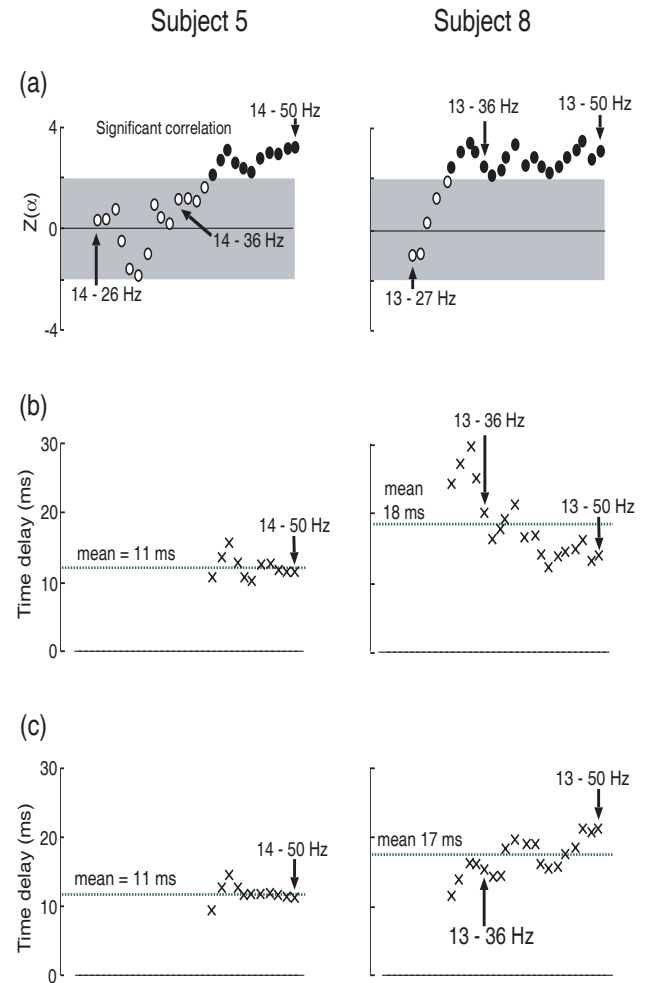 Subject 5
Subject 8
(a)
14 - 50 Hz
Significant correlation
13 - 36 Hz
13 - 50 Hz
4
Z(α)
0
-4
14 - 36 Hz
14 - 26 Hz
13 - 27 Hz
(b)
30
20
10
0
Time delay (ms)
mean = 11 ms
14 - 50 Hz
13 - 36 Hz
mean
18 ms
13 - 50 Hz
(c)
30
20
10
0
Time delay (ms)
mean = 11 ms
14 - 50 Hz
13 - 50 Hz
mean 17 ms
13 - 36 Hz